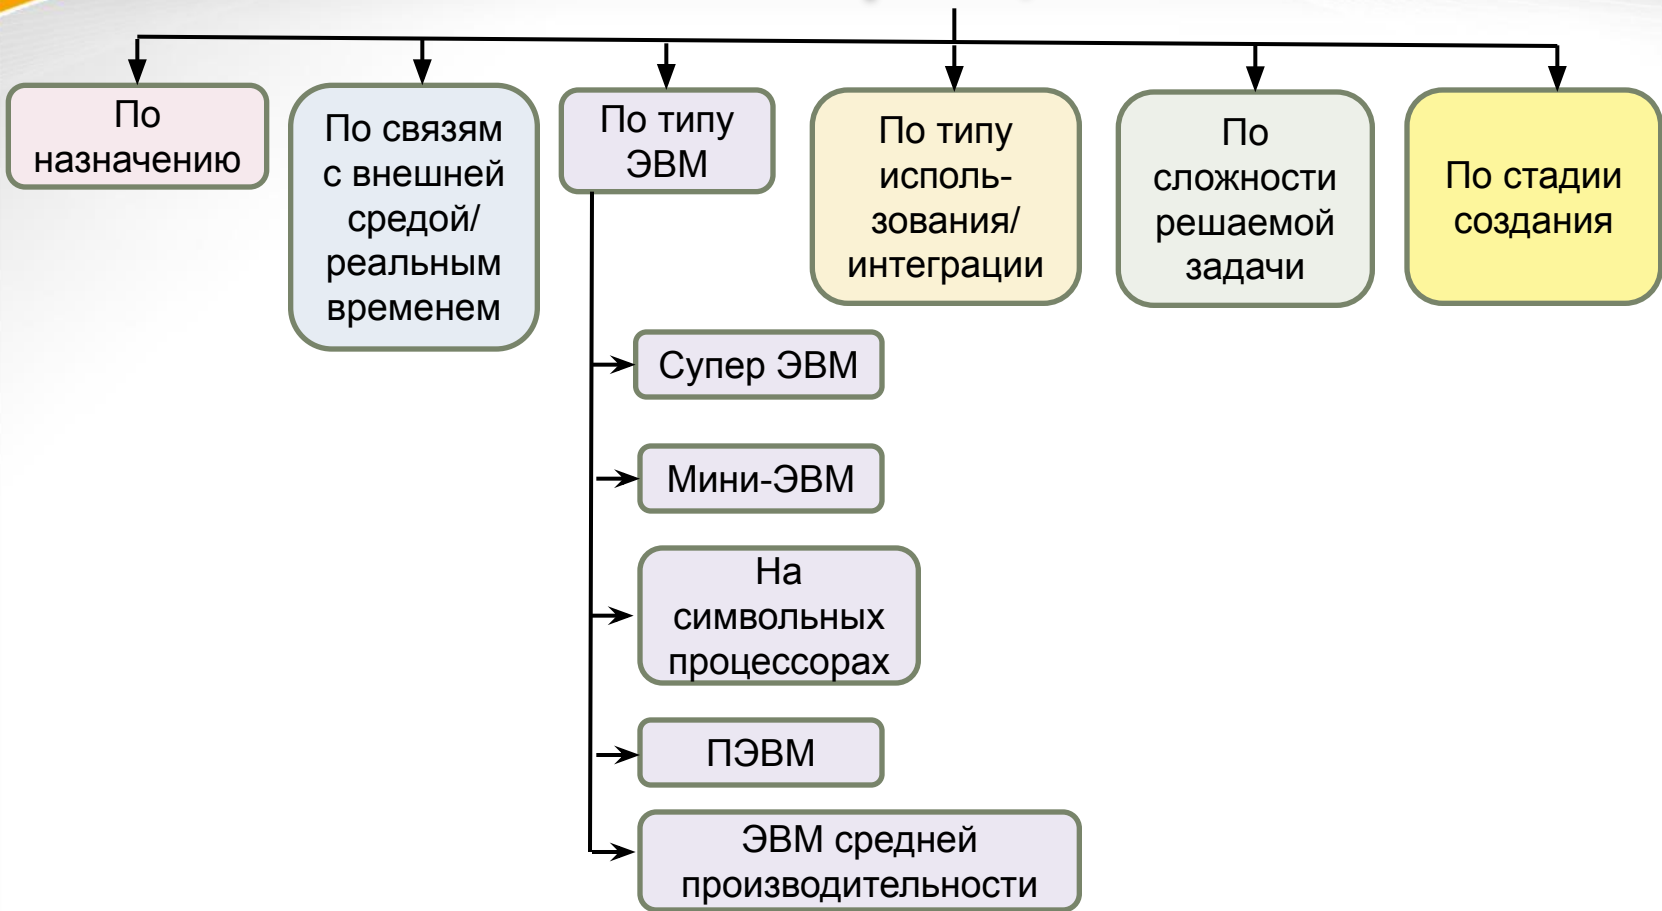 По
назначению
По связям
с внешней
средой/
реальным
временем
По типу
ЭВМ
По типу
исполь-
зования/
интеграции
По
сложности
решаемой
задачи
По стадии
создания
Супер ЭВМ
Мини-ЭВМ
На
символьных
процессорах
ПЭВМ
ЭВМ средней
производительности